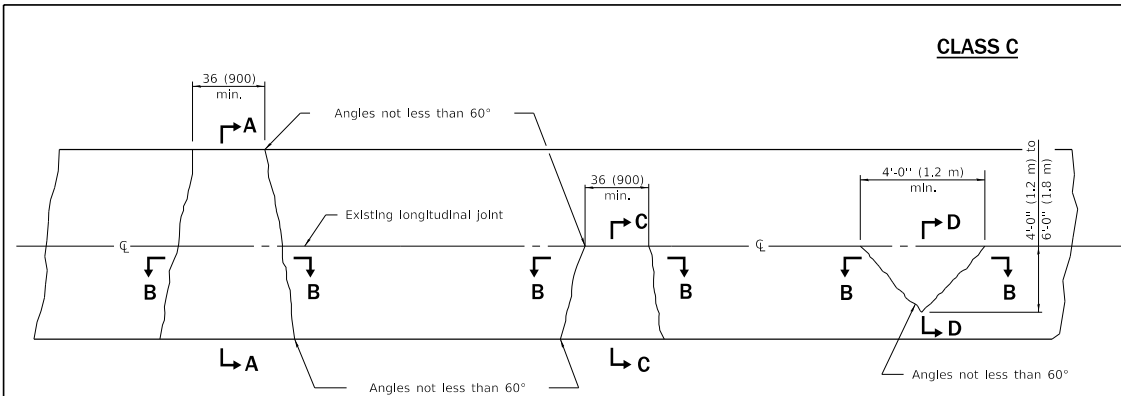 CLASS C
36 (900)
min.
A
Angles not less than 60°
36 (900)
min.
4'-0" (1.2 m)
min.
4'-0" (1.2 m) to
6'-0" (1.8 m)
Existing longitudinal joint
C
D
℄
℄
B
B
B
B
B
B
D
A
C
Angles not less than 60°
Angles not less than 60°